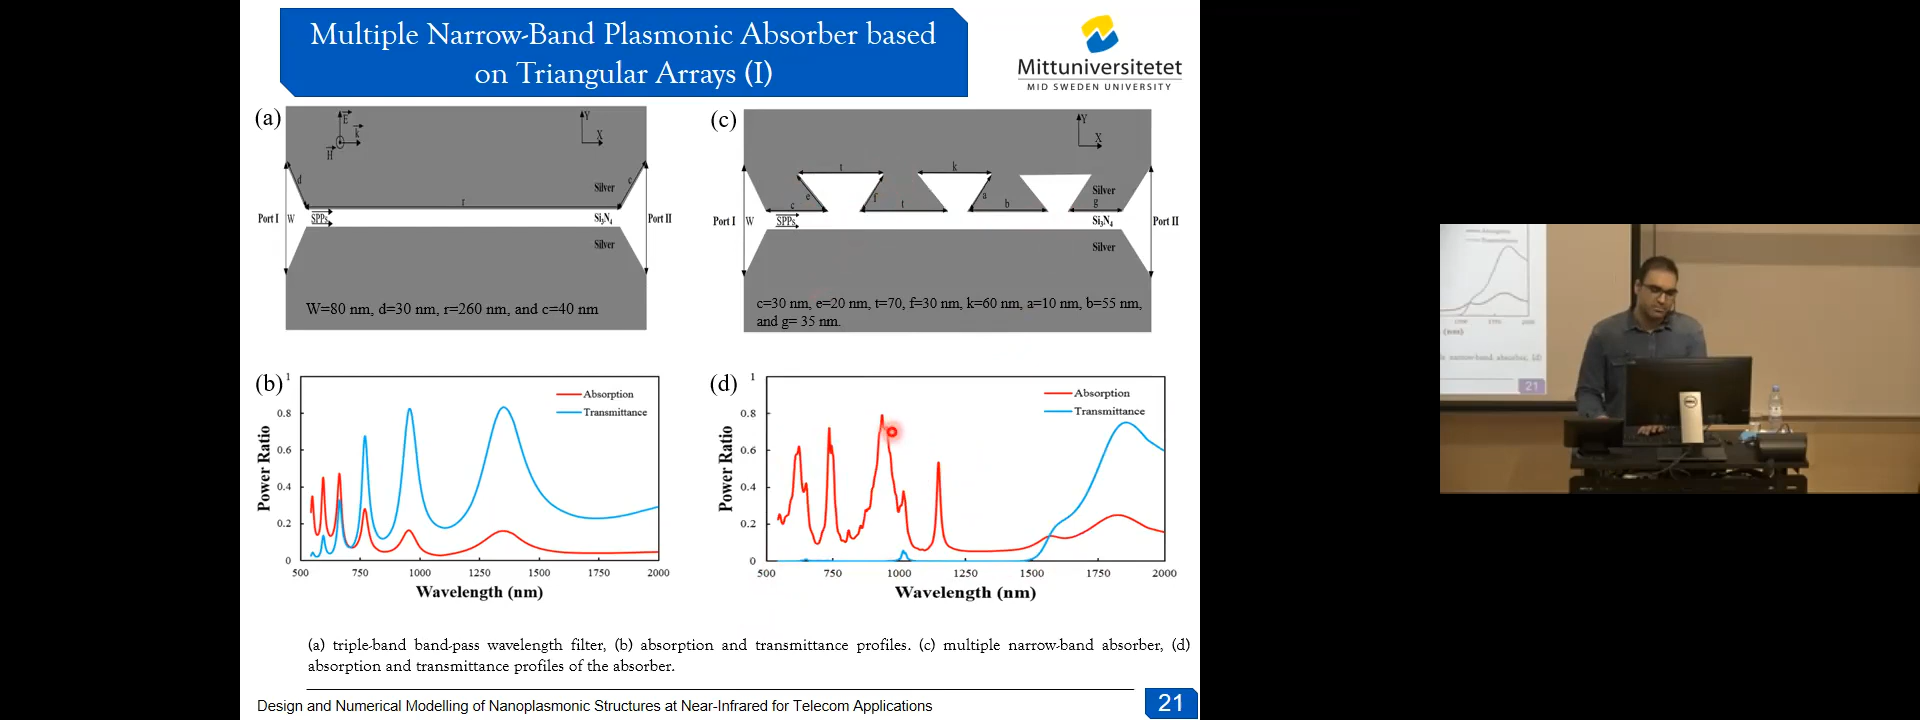 Multiple Narrow-Band Plasmonic Absorber based
on Triangular Arrays (I)
Mittuniversitetet
MID SWEDEN UNIVERSITY
(a)
E
k
H
Y
X
d
c
r
Silver
Port I
W
SPPs
Si3N4
Port II
Silver
W=80 nm, d=30 nm, r=260 nm, and c=40 nm
(c)
Y
X
t
k
e
f
a
Silver
c
t
b
g
Port I
W
SPPs
Si3N4
Port II
Silver
c=30 nm, e=20 nm, t=70, f=30 nm, k=60 nm, a=10 nm, b=55 nm,
and g= 35 nm.
(b)
1
0.8
0.6
0.4
0.2
0
Power Ratio
Absorption
Transmittance
500 750 1000 1250 1500 1750 2000
Wavelength (nm)
(d)
1
0.8
0.6
0.4
0.2
0
Power Ratio
Absorption
Transmittance
500 750 1000 1250 1500 1750 2000
Wavelength (nm)
(a) triple-band band-pass wavelength filter, (b) absorption and transmittance profiles. (c) multiple narrow-band absorber, (d)
absorption and transmittance profiles of the absorber.
Design and Numerical Modelling of Nanoplasmonic Structures at Near-Infrared for Telecom Applications
21
Absorption
Transmittance
narrow-band absorber, (d)
21
DELL